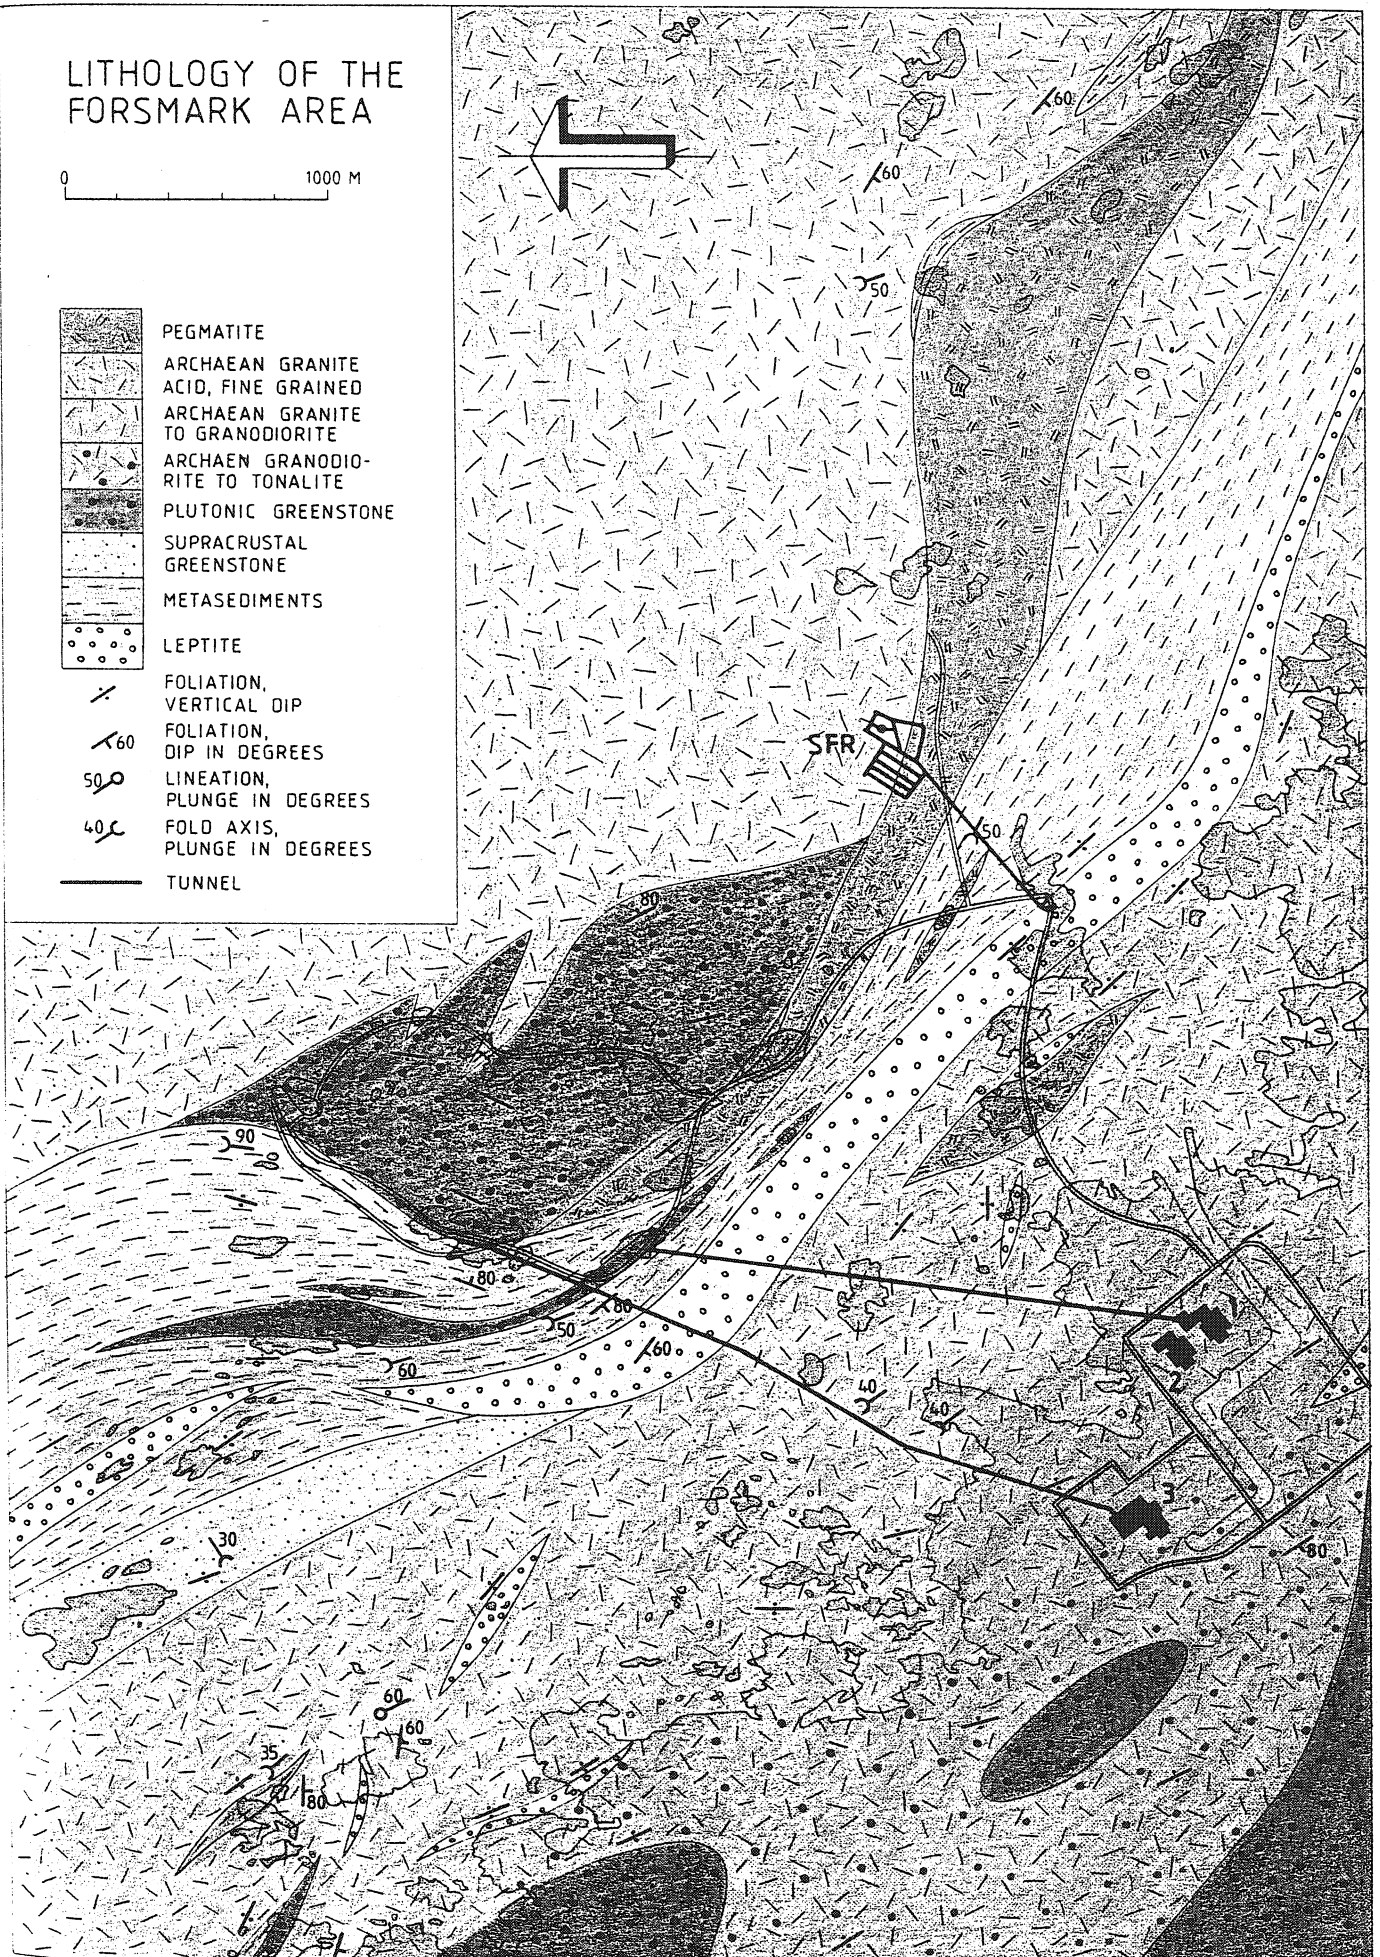 LITHOLOGY OF THE
FORSMARK AREA
0 1000 M
PEGMATITE
ARCHAEAN GRANITE
ACID, FINE GRAINED
ARCHAEAN GRANITE
TO GRANODIORITE
ARCHAEN GRANODIO-
RITE TO TONALITE
PLUTONIC GREENSTONE
SUPRACRUSTAL
GREENSTONE
METASEDIMENTS
LEPTITE
FOLIATION,
VERTICAL DIP
60
FOLIATION,
DIP IN DEGREES
50
LINEATION,
PLUNGE IN DEGREES
40
FOLD AXIS,
PLUNGE IN DEGREES
TUNNEL
60
60
50
SFR
50
80
90
80
80
50
60
60
1
2
40
40
3
80
30
60
60
35
80